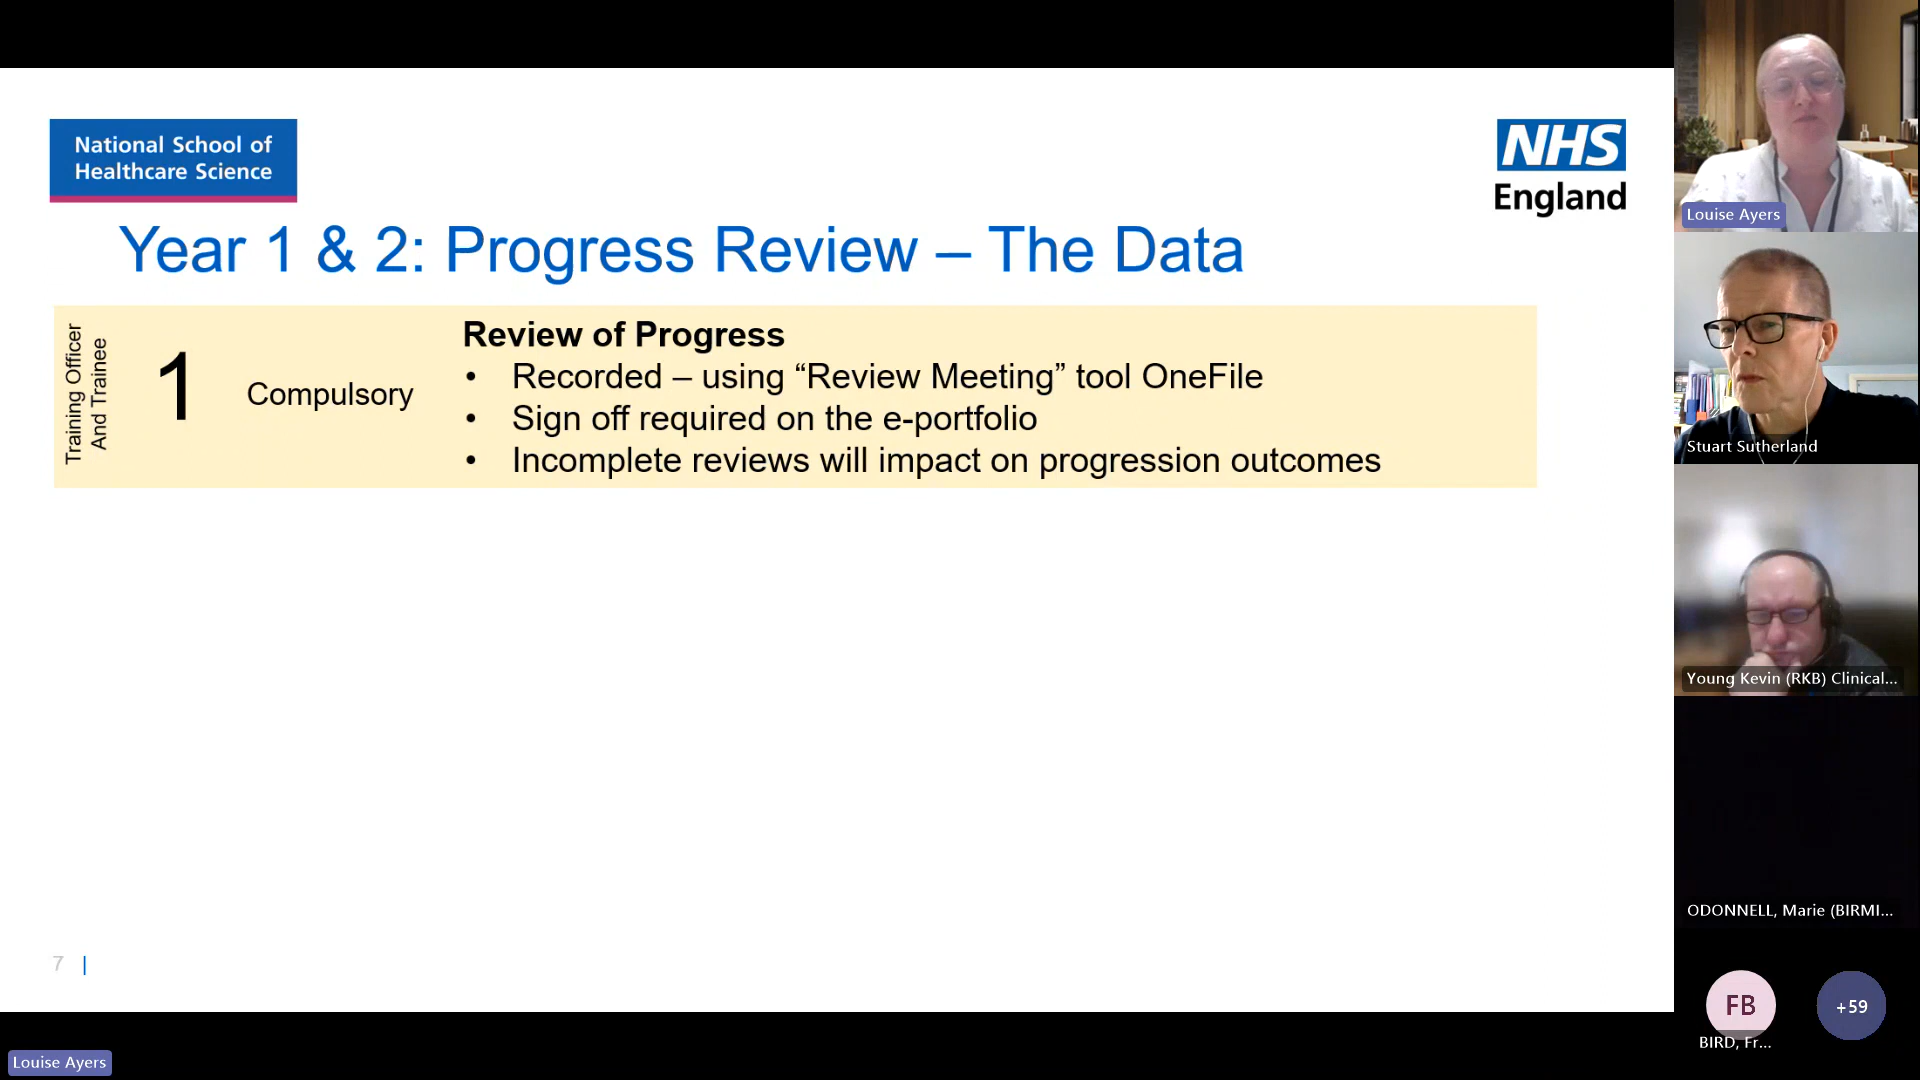 National School of
Healthcare Science
NHS
England
Year 1 & 2: Progress Review – The Data
Training Officer
And Trainee
1
Compulsory
Review of Progress
• Recorded – using “Review Meeting” tool OneFile
• Sign off required on the e-portfolio
• Incomplete reviews will impact on progression outcomes
7 |
Louise Ayers
Louise Ayers
Stuart Sutherland
Young Kevin (RKB) Clinical...
ODONNELL, Marie (BIRMI...
FB
BIRD, Fr...
+59